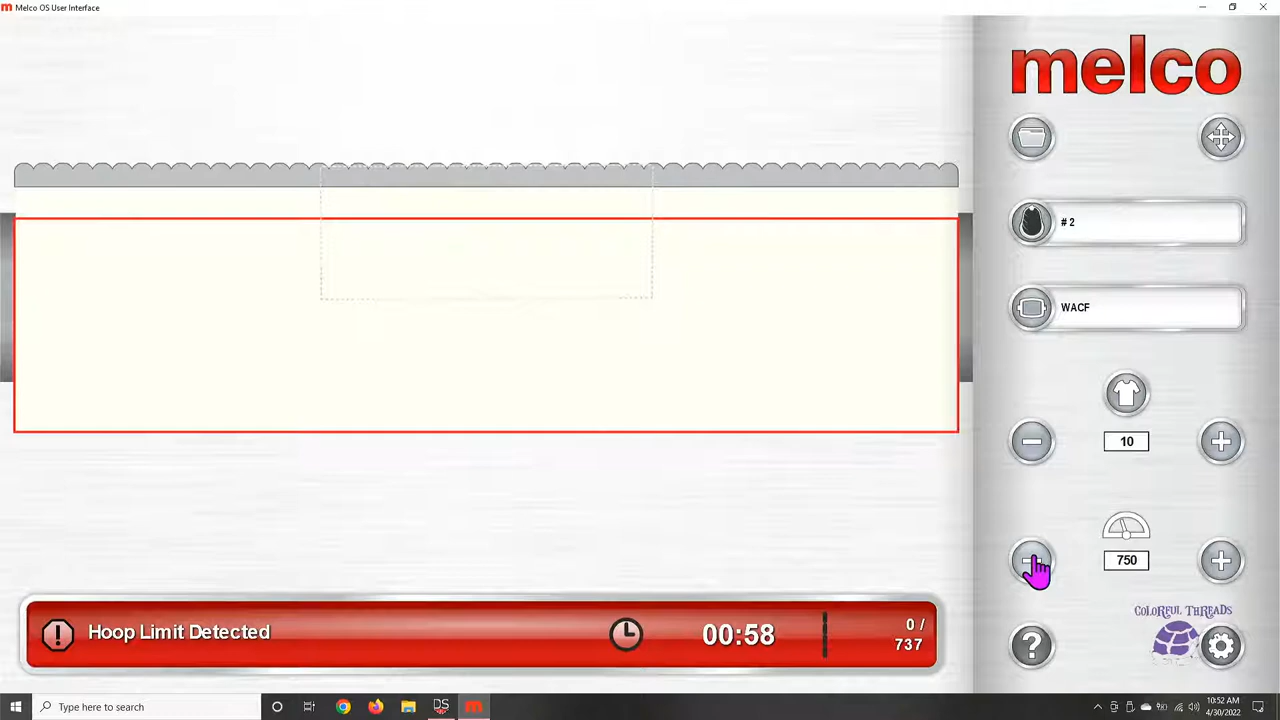 Melco OS User Interface
melco
# 2
WACF
10
750
COLORFUL THREADS
Hoop Limit Detected
00:58
0 /
737
?
DS
Type here to search
10:52 AM
4/30/2022